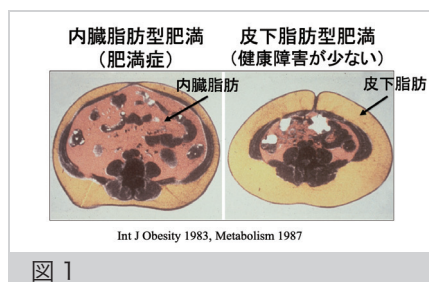 内臓脂肪型肥満
(肥満症)
皮下脂肪型肥満
(健康障害が少ない)
内臓脂肪
皮下脂肪
Int J Obesity 1983, Metabolism 1987
図1